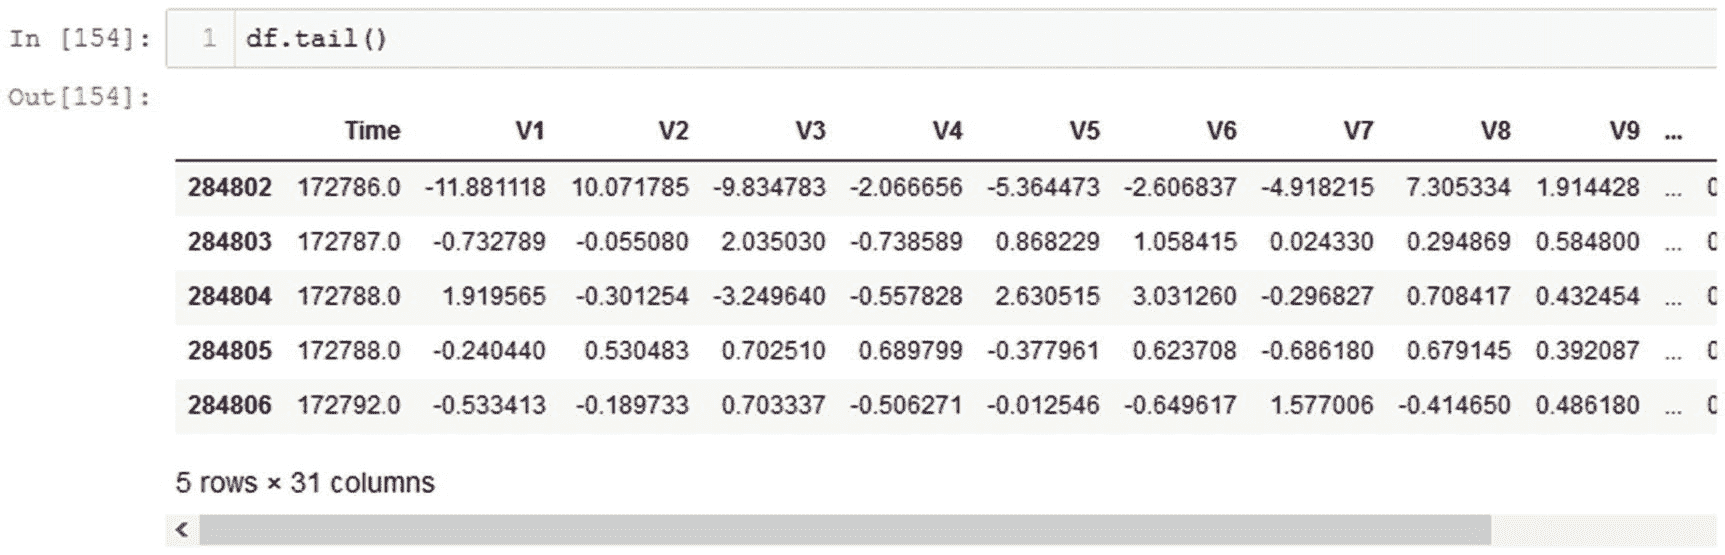 In [154]: 1 df.tail()
Out[154]:
Time V1 V2 V3 V4 V5 V6 V7 V8 V9 ...
284802 172786.0 -11.881118 10.071785 -9.834783 -2.066656 -5.364473 -2.606837 -4.918215 7.305334 1.914428 ... 0
284803 172787.0 -0.732789 -0.055080 2.035030 -0.738589 0.868229 1.058415 0.024330 0.294869 0.584800 ... 0
284804 172788.0 1.919565 -0.301254 -3.249640 -0.557828 2.630515 3.031260 -0.296827 0.708417 0.432454 ... 0
284805 172788.0 -0.240440 0.530483 0.702510 0.689799 -0.377961 0.623708 -0.686180 0.679145 0.392087 ... 0
284806 172792.0 -0.533413 -0.189733 0.703337 -0.506271 -0.012546 -0.649617 1.577006 -0.414650 0.486180 ... 0
5 rows × 31 columns